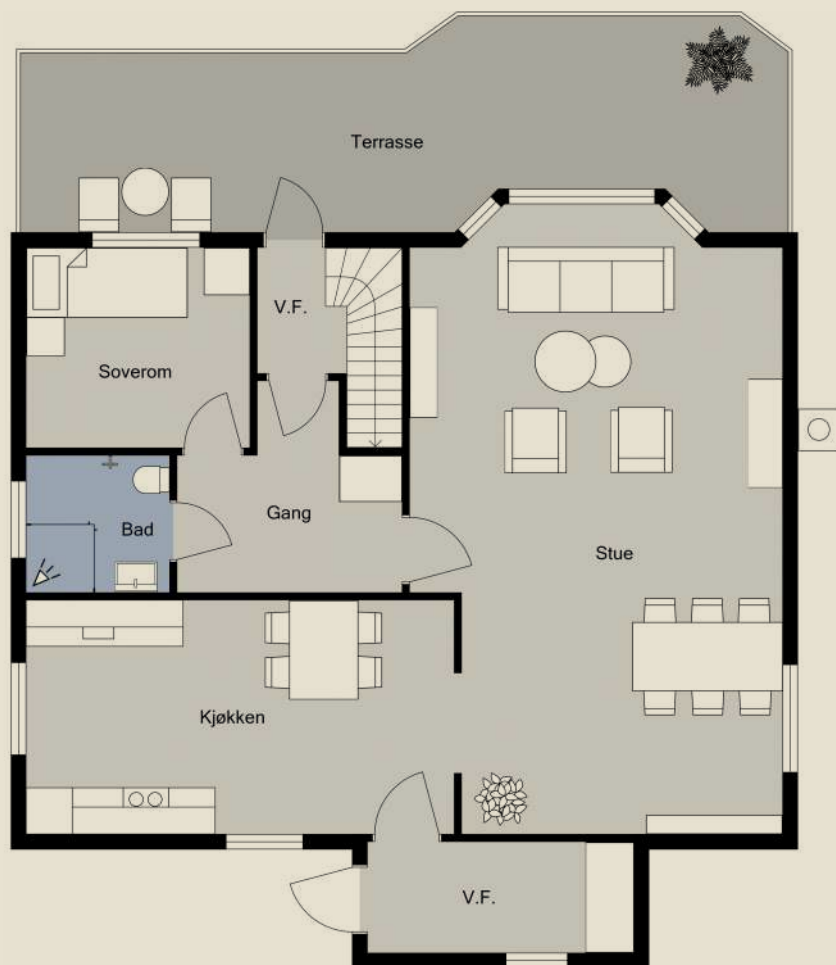 Terrasse
V.F.
Soverom
Gang
Bad
Stue
Kjøkken
V.F.